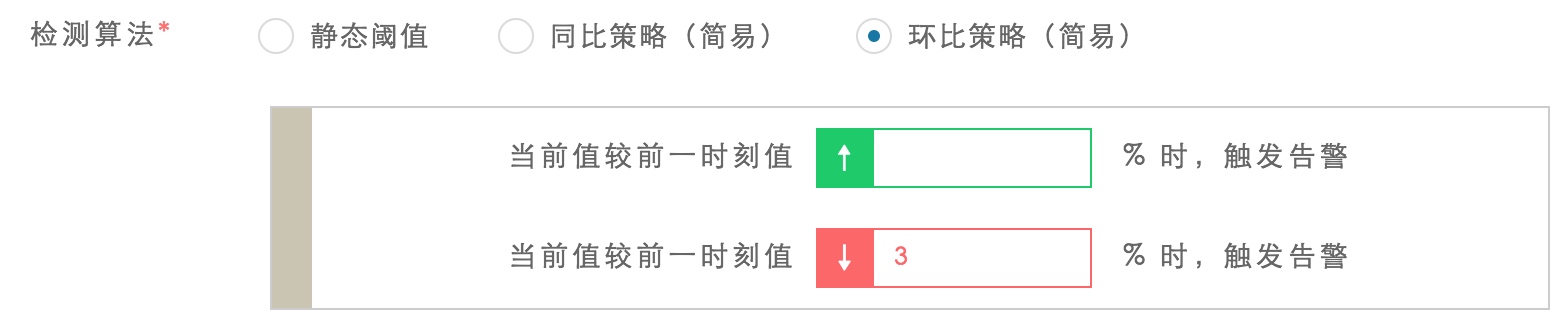 检测算法* 静态阈值 同比策略（简易） 环比策略（简易）
当前值较前一时刻值 ↑ % 时，触发告警
当前值较前一时刻值 ↓ 3 % 时，触发告警